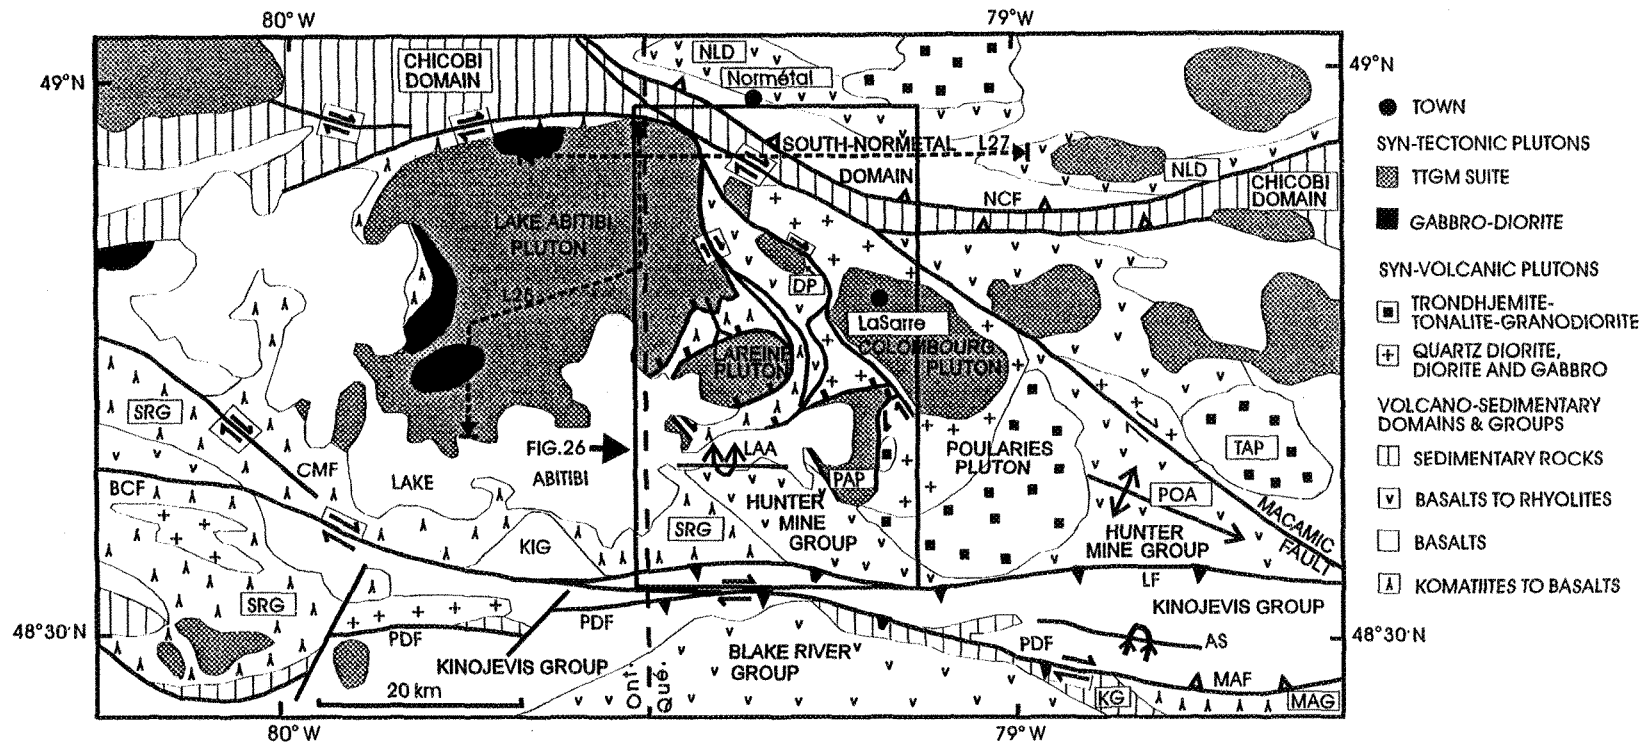 80°W
79°W
49°N
49°N
CHICOBI
DOMAIN
NLD
Normétal
SOUTH-NORMETAL
L27
DOMAIN
NLD
CHICOBI
DOMAIN
NCF
LAKE ABITIBI
PLUTON
DP
LaSarre
LAREINE
PLUTON
COLOMBOURG
PLUTON
SRG
CMF
FIG.26
ABITIBI
LAKE
LAA
PAP
POULARIES
PLUTON
TAP
BCF
KIG
SRG
HUNTER
MINE
GROUP
POA
HUNTER
MINE GROUP
MACAMIC
FAULT
LF
SRG
PDF
PDF
KINOJEVIS GROUP
KINOJEVIS GROUP
BLAKE RIVER
GROUP
PDF
AS
MAF
KG
MAG
48°30'N
48°30'N
20 km
Ont.
Qué.
80°W
79°W
TOWN
SYN-TECTONIC PLUTONS
TTGM SUITE
GABBRO-DIORITE
SYN-VOLCANIC PLUTONS
TRONDHJEMITE-
TONALITE-GRANODIORITE
QUARTZ DIORITE,
DIORITE AND GABBRO
VOLCANO-SEDIMENTARY
DOMAINS & GROUPS
SEDIMENTARY ROCKS
BASALTS TO RHYOLITES
BASALTS
KOMATIITES TO BASALTS